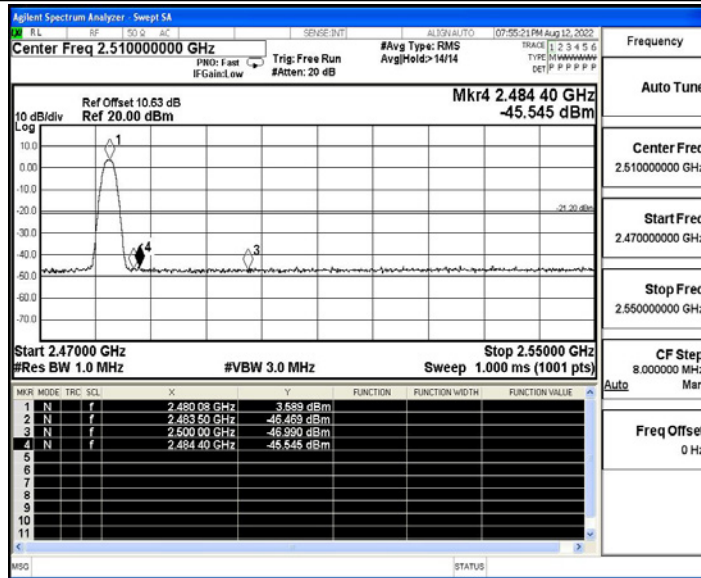 Agilent Spectrum Analyzer - Swept SA
RL RF 50 Ω AC SENSE:INT ALIGNAUTO 07:55:21 PM Aug 12, 2022
Center Freq 2.510000000 GHz
PNO: Fast
IFGain:Low
Trig: Free Run
#Atten: 20 dB
#Avg Type: RMS
Avg|Hold:>14/14
TRACE 1 2 3 4 5 6
TYPE M WWWWW
DET P P P P P P
Ref Offset 10.63 dB
10 dB/div Ref 20.00 dBm
Log
Mkr4 2.484 40 GHz
-45.545 dBm
10.0
0.00
-10.0
-20.0
-30.0
-40.0
-50.0
-60.0
-70.0
1
4
3
-21.20 dBm
Start 2.47000 GHz
Stop 2.55000 GHz
#Res BW 1.0 MHz #VBW 3.0 MHz Sweep 1.000 ms (1001 pts)
MKR MODE TRC SCL X Y FUNCTION FUNCTION WIDTH FUNCTION VALUE
1 N f 2.480 08 GHz 3.589 dBm
2 N f 2.483 50 GHz -46.469 dBm
3 N f 2.500 00 GHz -46.990 dBm
4 N f 2.484 40 GHz -45.545 dBm
5
6
7
8
9
10
11
MSG STATUS
Frequency
Auto Tune
Center Freq
2.510000000 GHz
Start Freq
2.470000000 GHz
Stop Freq
2.550000000 GHz
CF Step
8.000000 MHz
Auto Man
Freq Offset
0 Hz